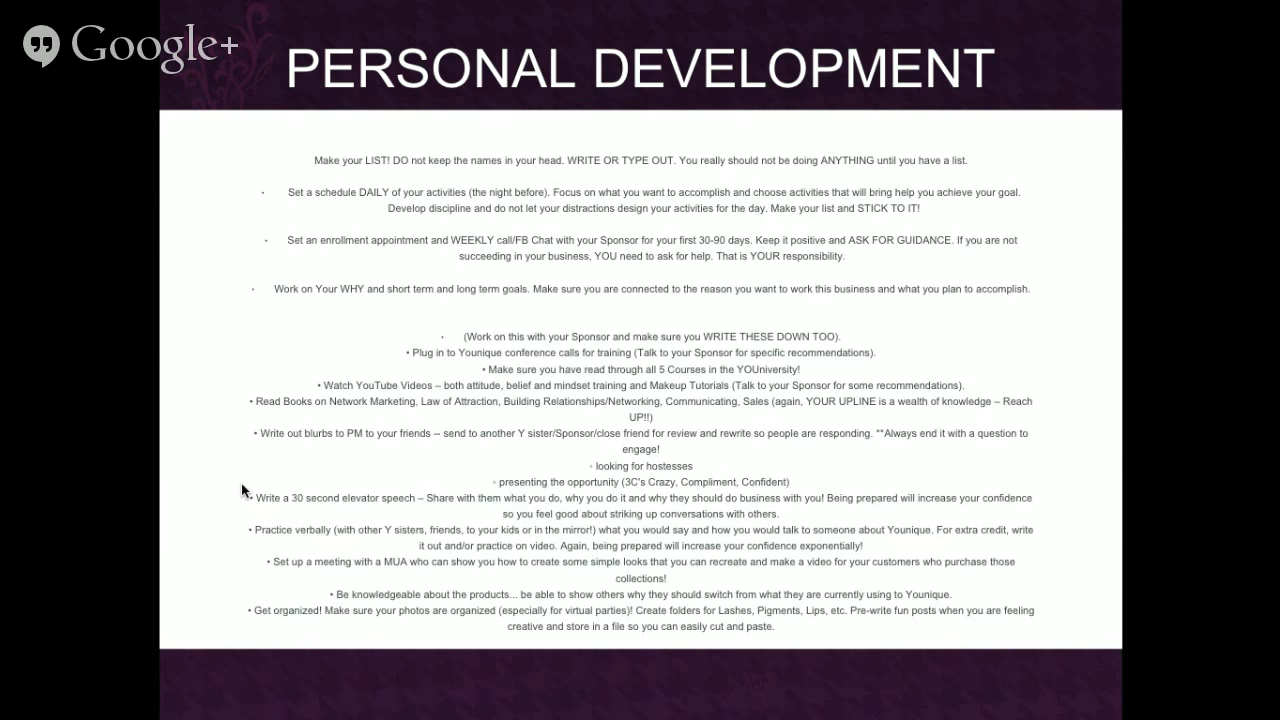 Google+
PERSONAL DEVELOPMENT
Make your LIST! DO not keep the names in your head. WRITE OR TYPE OUT. You really should not be doing ANYTHING until you have a list.
· Set a schedule DAILY of your activities (the night before). Focus on what you want to accomplish and choose activities that will bring help you achieve your goal.
Develop discipline and do not let your distractions design your activities for the day. Make your list and STICK TO IT!
· Set an enrollment appointment and WEEKLY call/FB Chat with your Sponsor for your first 30-90 days. Keep it positive and ASK FOR GUIDANCE. If you are not
succeeding in your business, YOU need to ask for help. That is YOUR responsibility.
· Work on Your WHY and short term and long term goals. Make sure you are connected to the reason you want to work this business and what you plan to accomplish.
· (Work on this with your Sponsor and make sure you WRITE THESE DOWN TOO).
• Plug in to Younique conference calls for training (Talk to your Sponsor for specific recommendations).
• Make sure you have read through all 5 Courses in the YOUniversity!
• Watch YouTube Videos – both attitude, belief and mindset training and Makeup Tutorials (Talk to your Sponsor for some recommendations).
• Read Books on Network Marketing, Law of Attraction, Building Relationships/Networking, Communicating, Sales (again, YOUR UPLINE is a wealth of knowledge – Reach
UP!!)
• Write out blurbs to PM to your friends -- send to another Y sister/Sponsor/close friend for review and rewrite so people are responding. **Always end it with a question to
engage!
◦ looking for hostesses
◦ presenting the opportunity (3C's Crazy, Compliment, Confident)
• Write a 30 second elevator speech – Share with them what you do, why you do it and why they should do business with you! Being prepared will increase your confidence
so you feel good about striking up conversations with others.
• Practice verbally (with other Y sisters, friends, to your kids or in the mirror!) what you would say and how you would talk to someone about Younique. For extra credit, write
it out and/or practice on video. Again, being prepared will increase your confidence exponentially!
• Set up a meeting with a MUA who can show you how to create some simple looks that you can recreate and make a video for your customers who purchase those
collections!
• Be knowledgeable about the products... be able to show others why they should switch from what they are currently using to Younique.
• Get organized! Make sure your photos are organized (especially for virtual parties)! Create folders for Lashes, Pigments, Lips, etc. Pre-write fun posts when you are feeling
creative and store in a file so you can easily cut and paste.